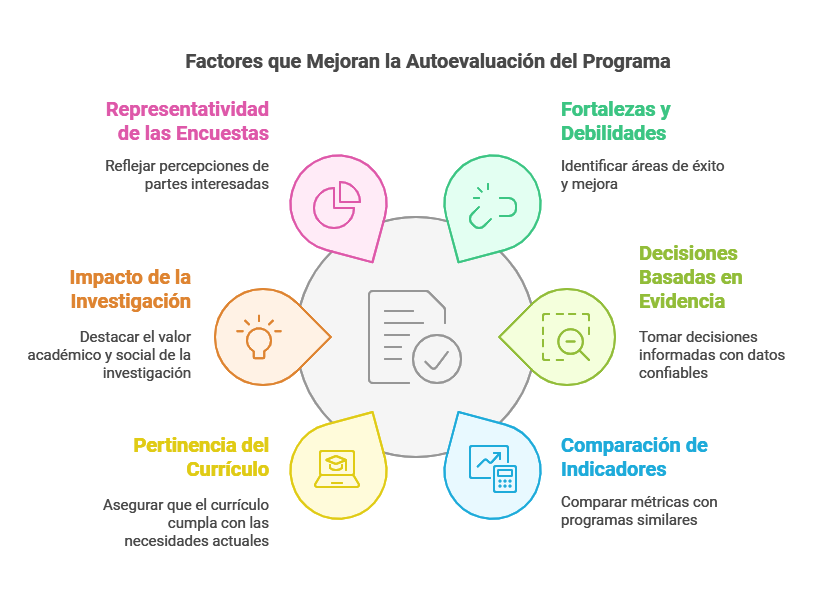 Factores que Mejoran la Autoevaluación del Programa
Representatividad
de las Encuestas
Reflejar percepciones de
partes interesadas
Fortalezas y
Debilidades
Identificar áreas de éxito
y mejora
Impacto de la
Investigación
Destacar el valor
académico y social de la
investigación
Decisiones
Basadas en
Evidencia
Tomar decisiones
informadas con datos
confiables
Pertinencia del
Currículo
Asegurar que el currículo
cumpla con las
necesidades actuales
Comparación de
Indicadores
Comparar métricas con
programas similares